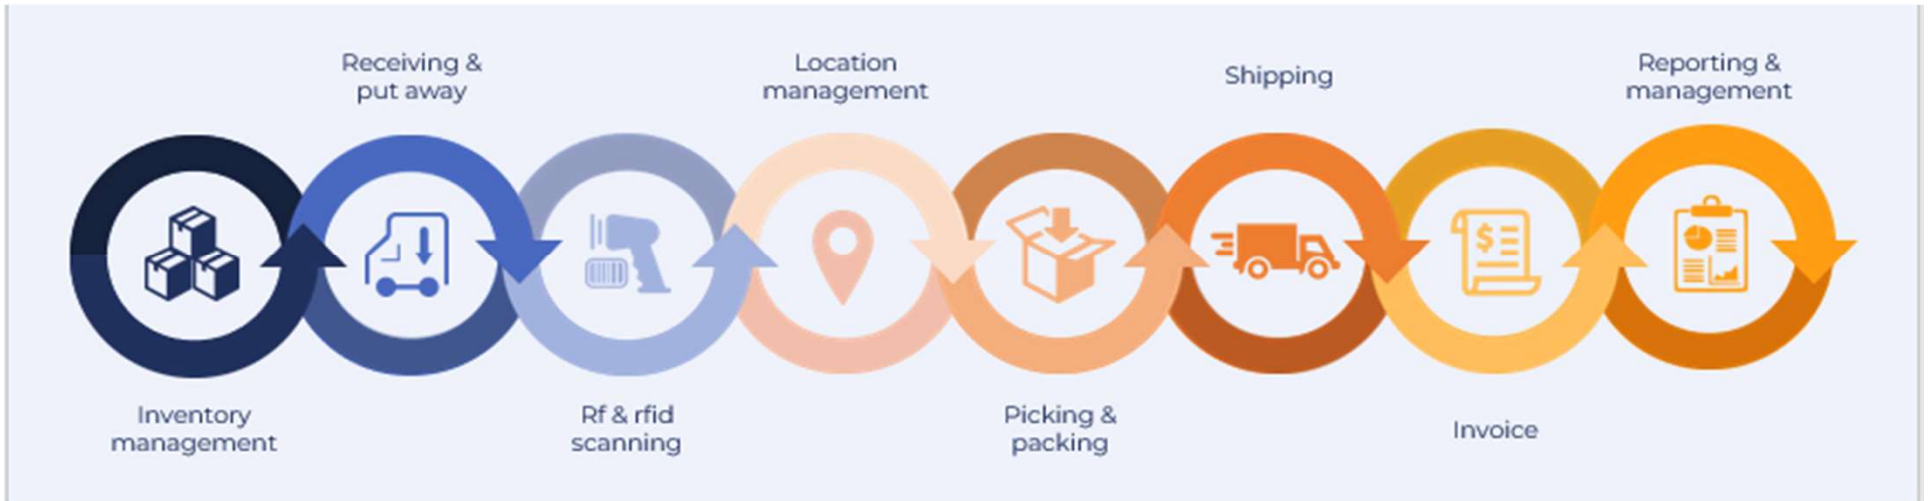 Receiving &
put away
Location
management
Shipping
Reporting &
management
$
Inventory
management
Rf & rfid
scanning
Picking &
packing
Invoice